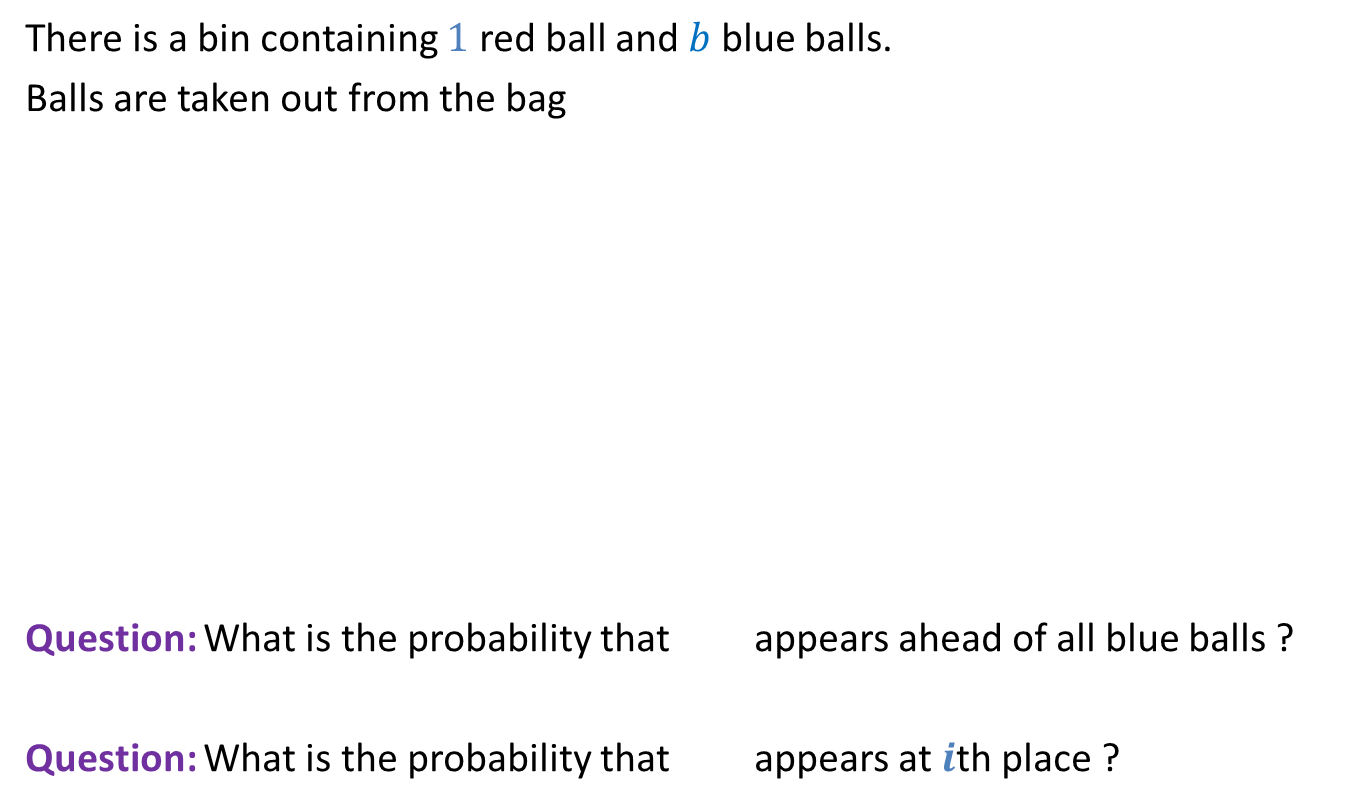 There is a bin containing 1 red ball and b blue balls.
Balls are taken out from the bag
Question: What is the probability that appears ahead of all blue balls ?
Question: What is the probability that appears at ith place ?